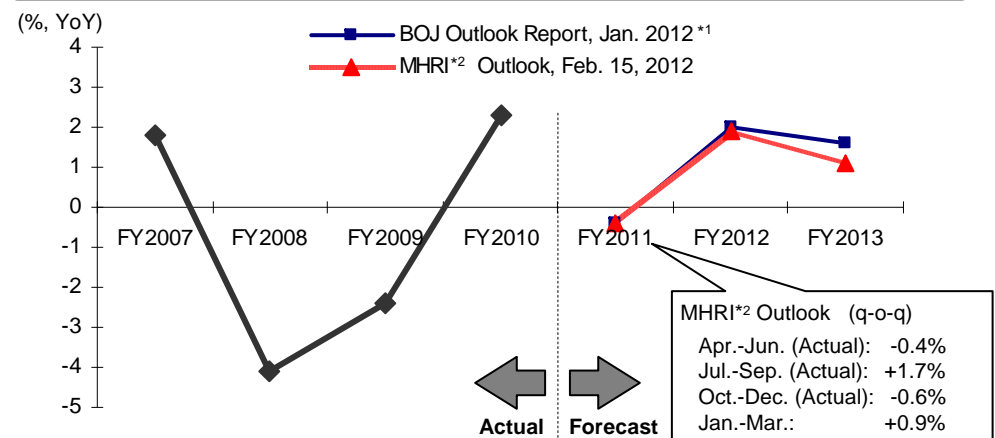 (%, YoY)
BOJ Outlook Report, Jan. 2012 *1
MHRI*2 Outlook, Feb. 15, 2012
4
3
2
1
0
-1
-2
-3
-4
-5
FY2007 FY2008 FY2009 FY2010 FY2011 FY2012 FY2013
Actual Forecast
MHRI*2 Outlook (q-o-q)
Apr.-Jun. (Actual): -0.4%
Jul.-Sep. (Actual): +1.7%
Oct.-Dec. (Actual): -0.6%
Jan.-Mar.: +0.9%